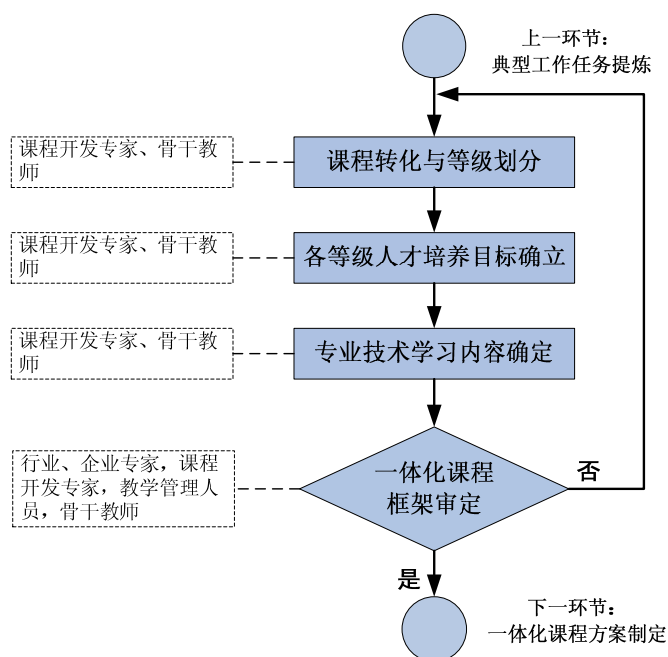 上一环节：
典型工作任务提炼
课程开发专家、骨干教
师
课程转化与等级划分
课程开发专家、骨干教
师
各等级人才培养目标确立
课程开发专家、骨干教
师
专业技术学习内容确定
行业、企业专家，课程
开发专家，教学管理人
员，骨干教师
一体化课程
框架审定
否
是
下一环节：
一体化课程方案制定